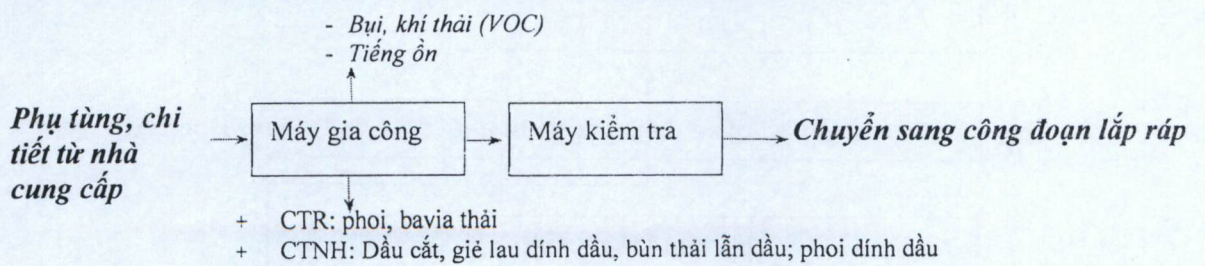 - Bụi, khí thải (VOC)
- Tiếng ồn
Phụ tùng, chi
tiết từ nhà
cung cấp
Máy gia công
Máy kiểm tra
Chuyển sang công đoạn lắp ráp
+ CTR: phoi, bavia thải
+ CTNH: Dầu cắt, giẻ lau dính dầu, bùn thải lẫn dầu; phoi dính dầu